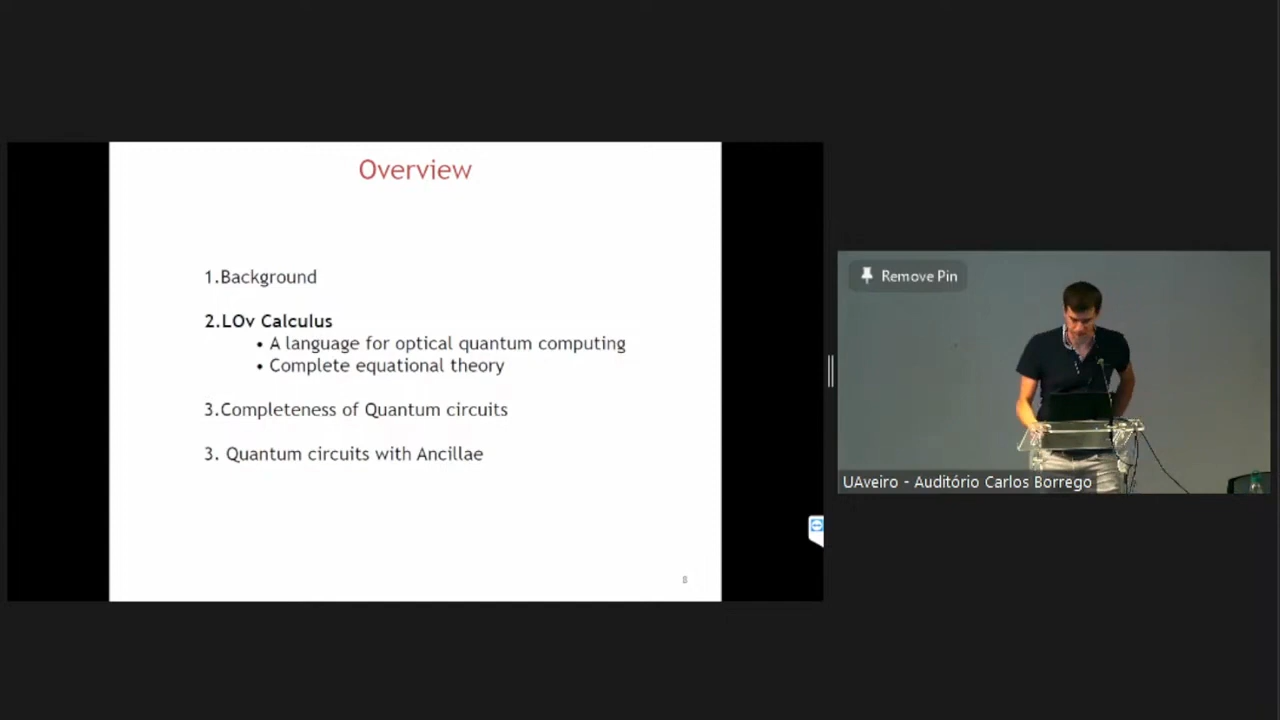 Overview
1.Background
2.LOv Calculus
• A language for optical quantum computing
• Complete equational theory
3.Completeness of Quantum circuits
3. Quantum circuits with Ancillae
8
Remove Pin
UAveiro - Auditório Carlos Borrego